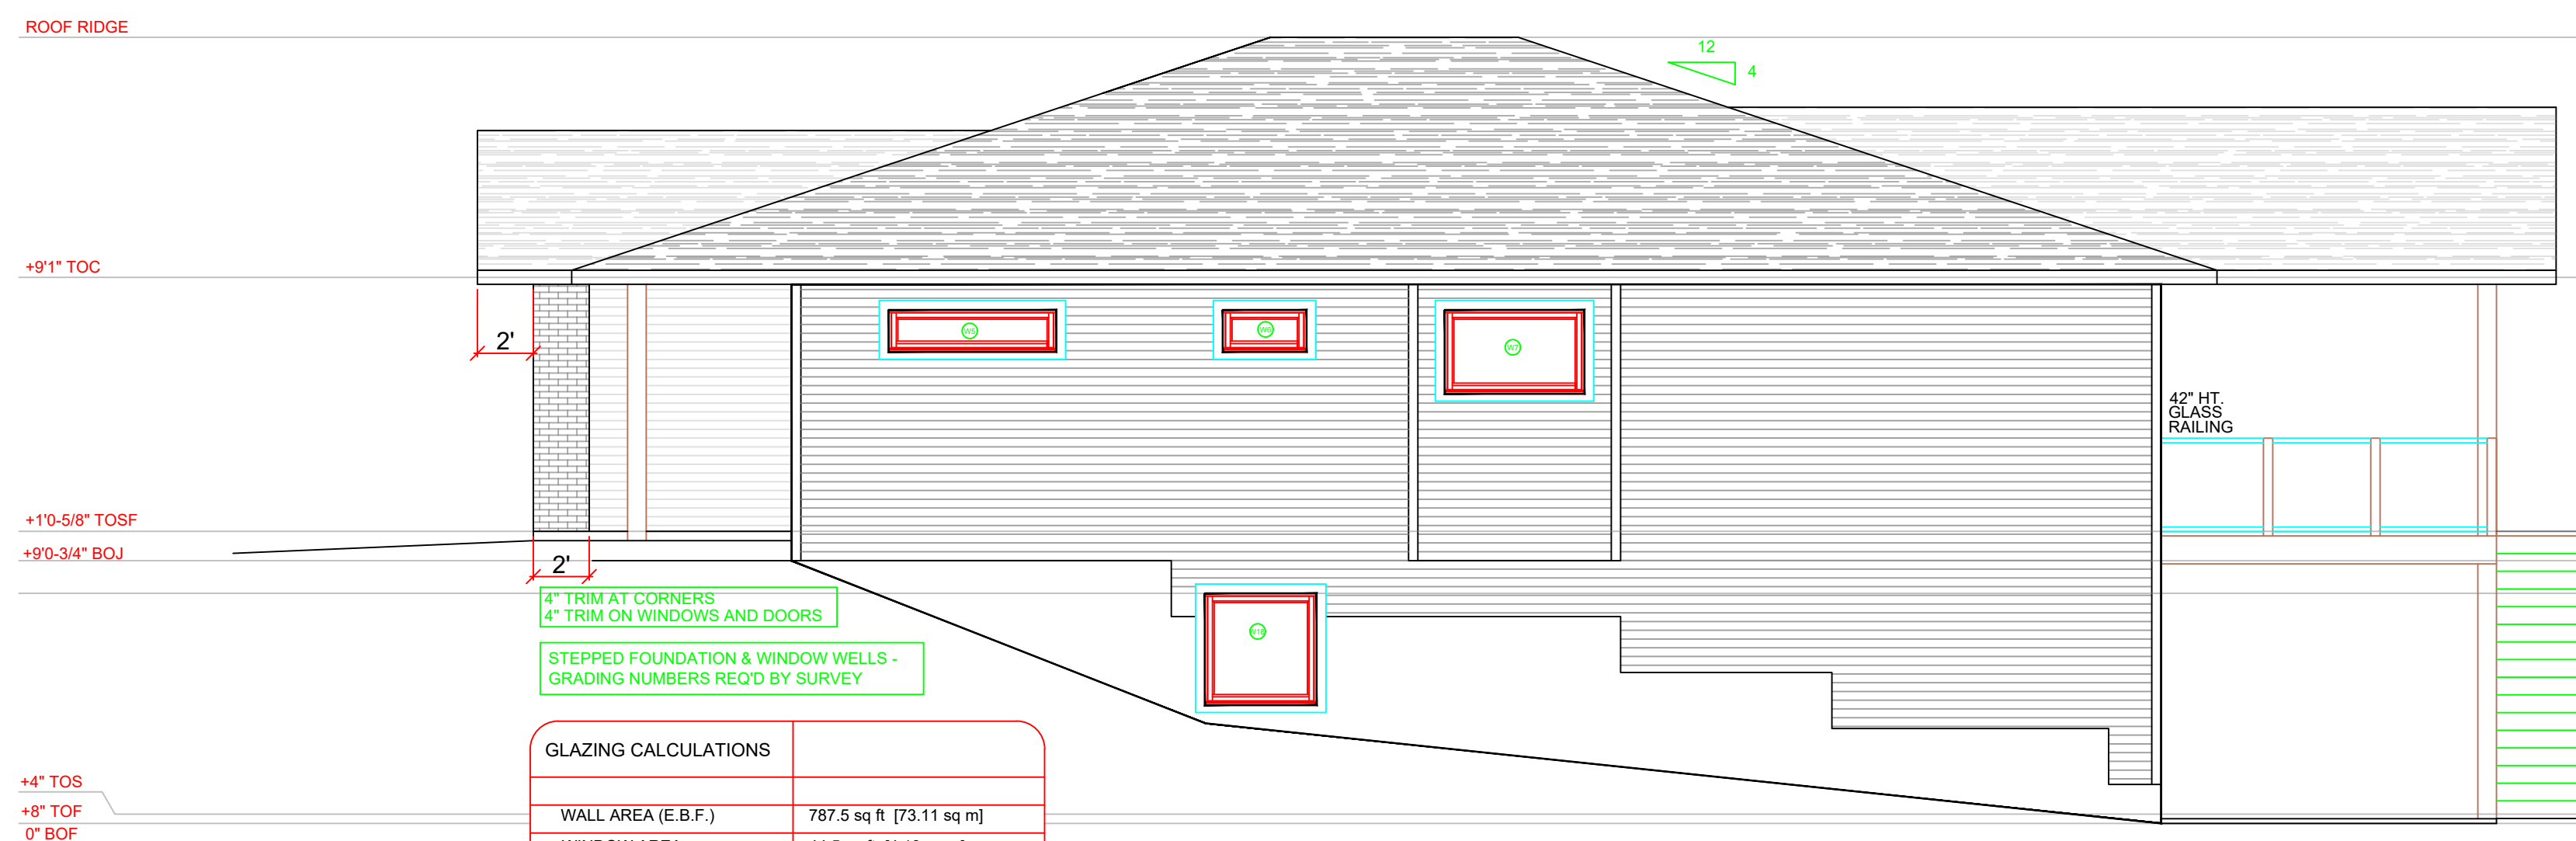 ROOF RIDGE
12
4
+9'1" TOC
2'
W5
W6
W7
42" HT.
GLASS
RAILING
+1'0-5/8" TOSF
+9'0-3/4" BOJ
2'
4" TRIM AT CORNERS
4" TRIM ON WINDOWS AND DOORS
STEPPED FOUNDATION & WINDOW WELLS -
GRADING NUMBERS REQ'D BY SURVEY
GLAZING CALCULATIONS
+4" TOS
+8" TOF
WALL AREA (E.B.F.) 787.5 sq ft [73.11 sq m]
0" BOF